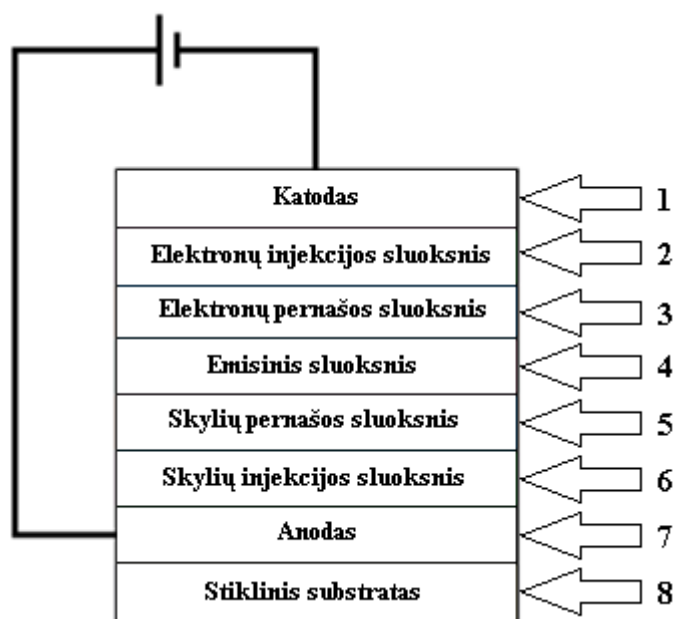 Katodas 1
Elektronų injekcijos sluoksnis 2
Elektronų pernašos sluoksnis 3
Emisinis sluoksnis 4
Skylių pernašos sluoksnis 5
Skylių injekcijos sluoksnis 6
Anodas 7
Stiklinis substratas 8